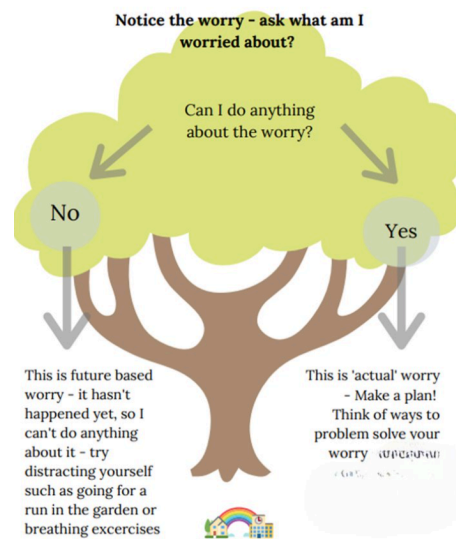 Notice the worry - ask what am I
worried about?
Can I do anything
about the worry?
No
Yes
This is future based
worry - it hasn't
happened yet, so I
can't do anything
about it - try
distracting yourself
such as going for a
run in the garden or
breathing excercises
This is 'actual' worry
- Make a plan!
Think of ways to
problem solve your
worry